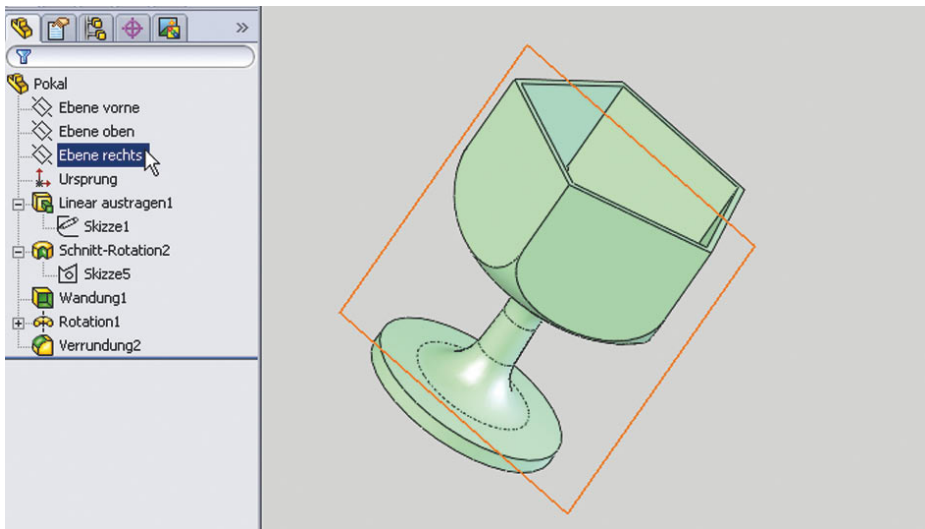 »
Pokal
Ebene vorne
Ebene oben
Ebene rechts
Ursprung
Linear austragen1
Skizze1
Schnitt-Rotation2
Skizze5
Wandung1
Rotation1
Verrundung2